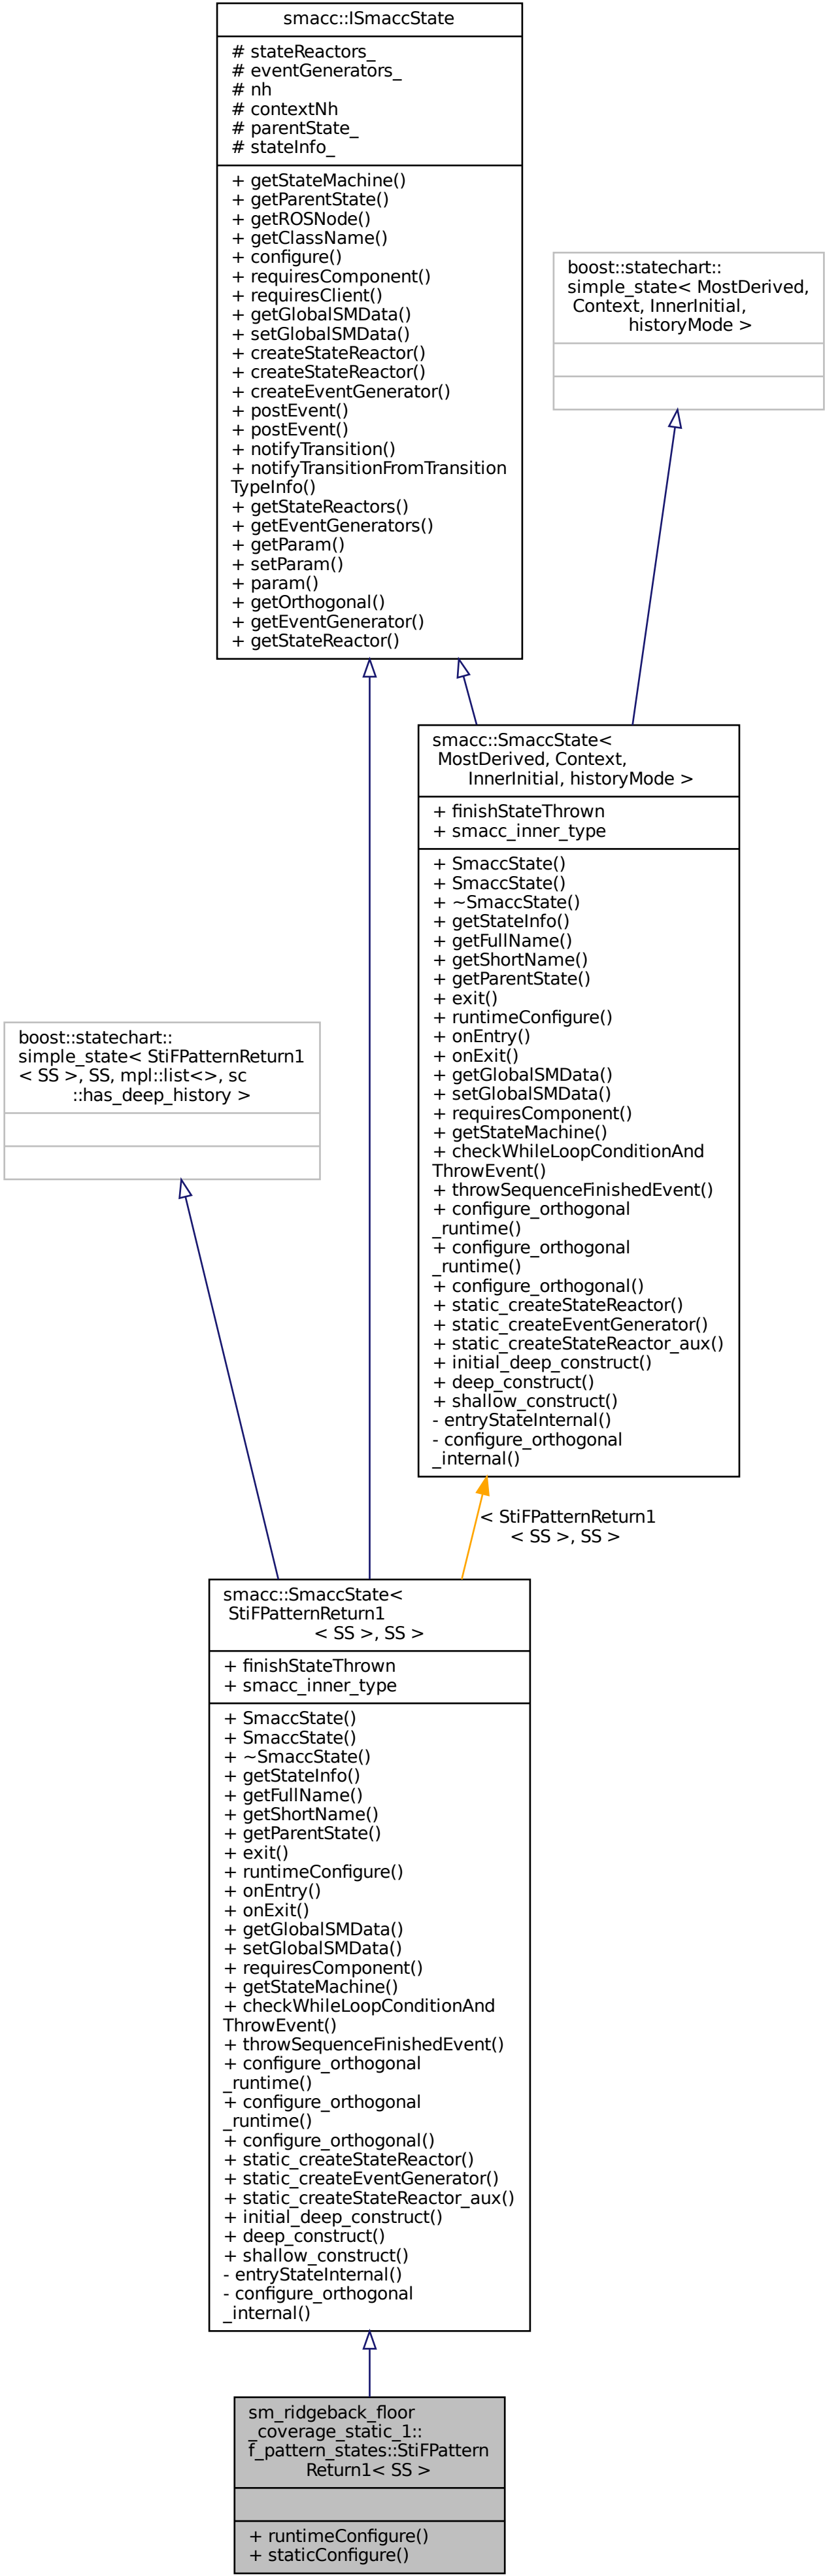 smacc::ISmaccState
# stateReactors_
# eventGenerators_
# nh
# contextNh
# parentState_
# stateInfo_
+ getStateMachine()
+ getParentState()
+ getROSNode()
+ getClassName()
+ configure()
+ requiresComponent()
+ requiresClient()
+ getGlobalSMData()
+ setGlobalSMData()
+ createStateReactor()
+ createStateReactor()
+ createEventGenerator()
+ postEvent()
+ postEvent()
+ notifyTransition()
+ notifyTransitionFromTransition
TypeInfo()
+ getStateReactors()
+ getEventGenerators()
+ getParam()
+ setParam()
+ param()
+ getOrthogonal()
+ getEventGenerator()
+ getStateReactor()
boost::statechart::
simple_state< MostDerived,
Context, InnerInitial,
historyMode >
smacc::SmaccState<
MostDerived, Context,
InnerInitial, historyMode >
+ finishStateThrown
+ smacc_inner_type
+ SmaccState()
+ SmaccState()
+ ~SmaccState()
+ getStateInfo()
+ getFullName()
+ getShortName()
+ getParentState()
+ exit()
+ runtimeConfigure()
+ onEntry()
+ onExit()
+ getGlobalSMData()
+ setGlobalSMData()
+ requiresComponent()
+ getStateMachine()
+ checkWhileLoopConditionAnd
ThrowEvent()
+ throwSequenceFinishedEvent()
+ configure_orthogonal
_runtime()
+ configure_orthogonal
_runtime()
+ configure_orthogonal()
+ static_createStateReactor()
+ static_createEventGenerator()
+ static_createStateReactor_aux()
+ initial_deep_construct()
+ deep_construct()
+ shallow_construct()
- entryStateInternal()
- configure_orthogonal
_internal()
boost::statechart::
simple_state< StiFPatternReturn1
< SS >, SS, mpl::list<>, sc
::has_deep_history >
< StiFPatternReturn1
< SS >, SS >
smacc::SmaccState<
StiFPatternReturn1
< SS >, SS >
+ finishStateThrown
+ smacc_inner_type
+ SmaccState()
+ SmaccState()
+ ~SmaccState()
+ getStateInfo()
+ getFullName()
+ getShortName()
+ getParentState()
+ exit()
+ runtimeConfigure()
+ onEntry()
+ onExit()
+ getGlobalSMData()
+ setGlobalSMData()
+ requiresComponent()
+ getStateMachine()
+ checkWhileLoopConditionAnd
ThrowEvent()
+ throwSequenceFinishedEvent()
+ configure_orthogonal
_runtime()
+ configure_orthogonal
_runtime()
+ configure_orthogonal()
+ static_createStateReactor()
+ static_createEventGenerator()
+ static_createStateReactor_aux()
+ initial_deep_construct()
+ deep_construct()
+ shallow_construct()
- entryStateInternal()
- configure_orthogonal
_internal()
sm_ridgeback_floor
_coverage_static_1::
f_pattern_states::StiFPattern
Return1< SS >
+ runtimeConfigure()
+ staticConfigure()